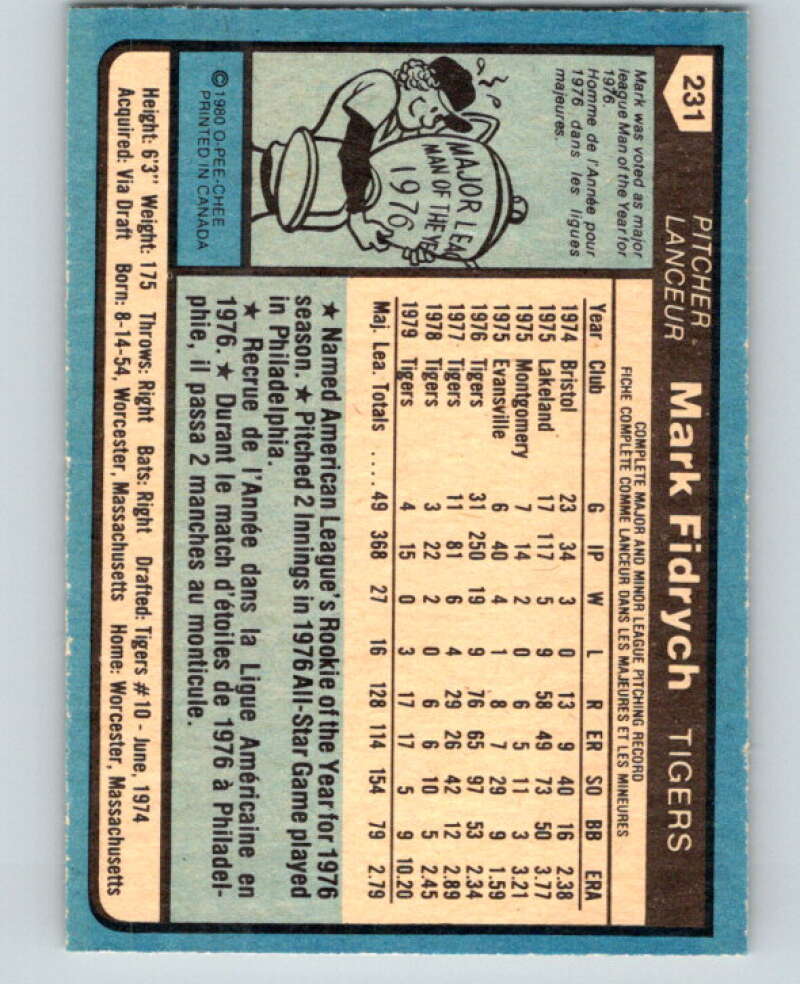 231
PITCHER - LANCEUR
Mark Fidrych TIGERS
Mark was voted as major
league Man of the Year for
1976.
Homme de l'Année pour
1976 dans les ligues
majeures.
MAJOR LEA
MAN OF THE YE
1976
© 1980 O-PEE-CHEE
PRINTED IN CANADA
COMPLETE MAJOR AND MINOR LEAGUE PITCHING RECORD
FICHE COMPLETE COMME LANCEUR DANS LES MAJEURES ET LES MINEURES
Year Club G IP W L R ER SO BB ERA
1974 Bristol 23 34 3 0 13 9 40 16 2.38
1975 Lakeland 17 117 5 9 58 49 73 50 3.77
1975 Montgomery 7 14 2 0 6 5 11 3 3.21
1975 Evansville 6 40 4 1 8 7 29 9 1.59
1976 Tigers 31 250 19 9 76 65 97 53 2.34
1977 Tigers 11 81 6 4 29 26 42 12 2.89
1978 Tigers 3 22 2 0 6 6 10 5 2.45
1979 Tigers 4 15 0 3 17 17 5 9 10.20
Maj. Lea. Totals .... 49 368 27 16 128 114 154 79 2.79
★ Named American League's Rookie of the Year for 1976
season. ★ Pitched 2 Innings in 1976 All-Star Game played
in Philadelphia.
★ Recrue de l'Année dans la Ligue Américaine en
1976. ★ Durant le match d'étoiles de 1976 à Philadel-
phie, il passa 2 manches au monticule.
Height: 6'3" Weight: 175 Throws: Right Bats: Right Drafted: Tigers #10 - June, 1974
Acquired: Via Draft Born: 8-14-54, Worcester, Massachusetts Home: Worcester, Massachusetts